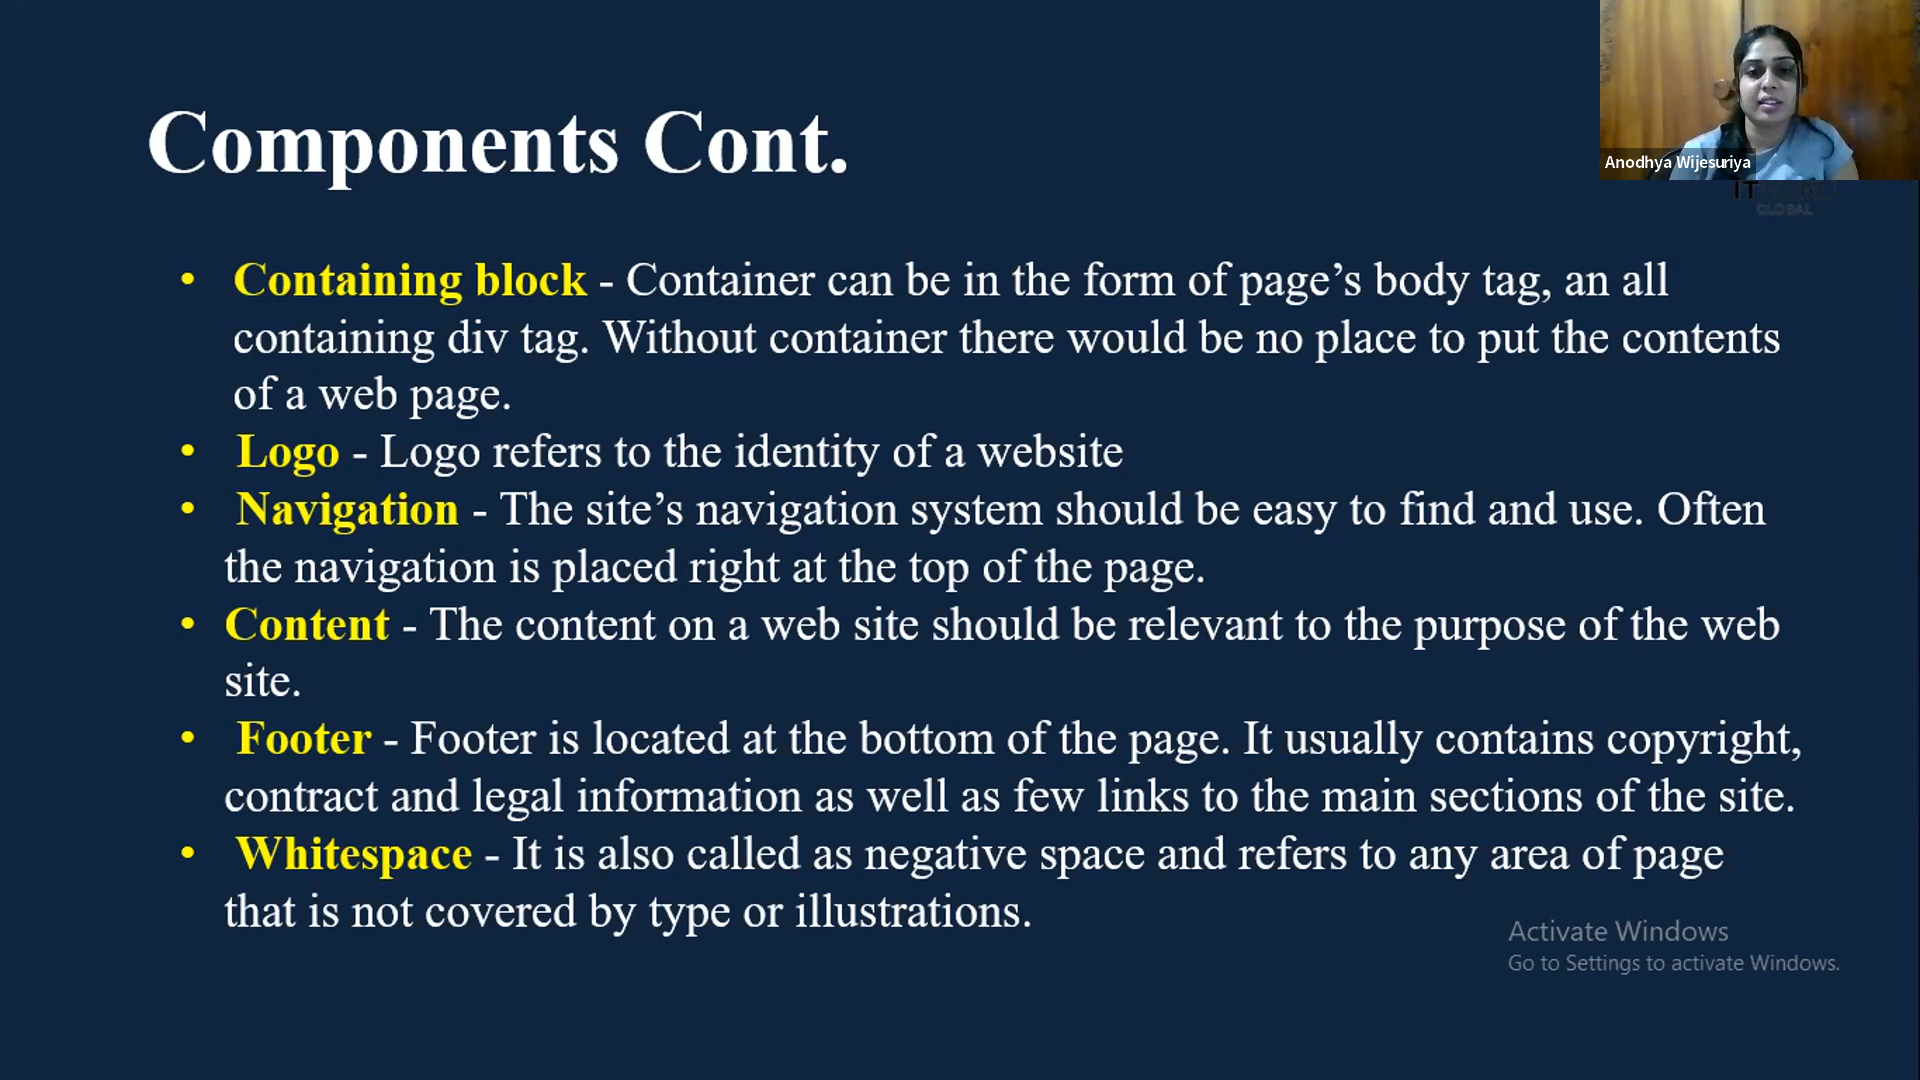 Components Cont.
Anodhya Wijesuriya
IT
GLOBAL
• Containing block - Container can be in the form of page’s body tag, an all
containing div tag. Without container there would be no place to put the contents
of a web page.
• Logo - Logo refers to the identity of a website
• Navigation - The site’s navigation system should be easy to find and use. Often
the navigation is placed right at the top of the page.
• Content - The content on a web site should be relevant to the purpose of the web
site.
• Footer - Footer is located at the bottom of the page. It usually contains copyright,
contract and legal information as well as few links to the main sections of the site.
• Whitespace - It is also called as negative space and refers to any area of page
that is not covered by type or illustrations.
Activate Windows
Go to Settings to activate Windows.